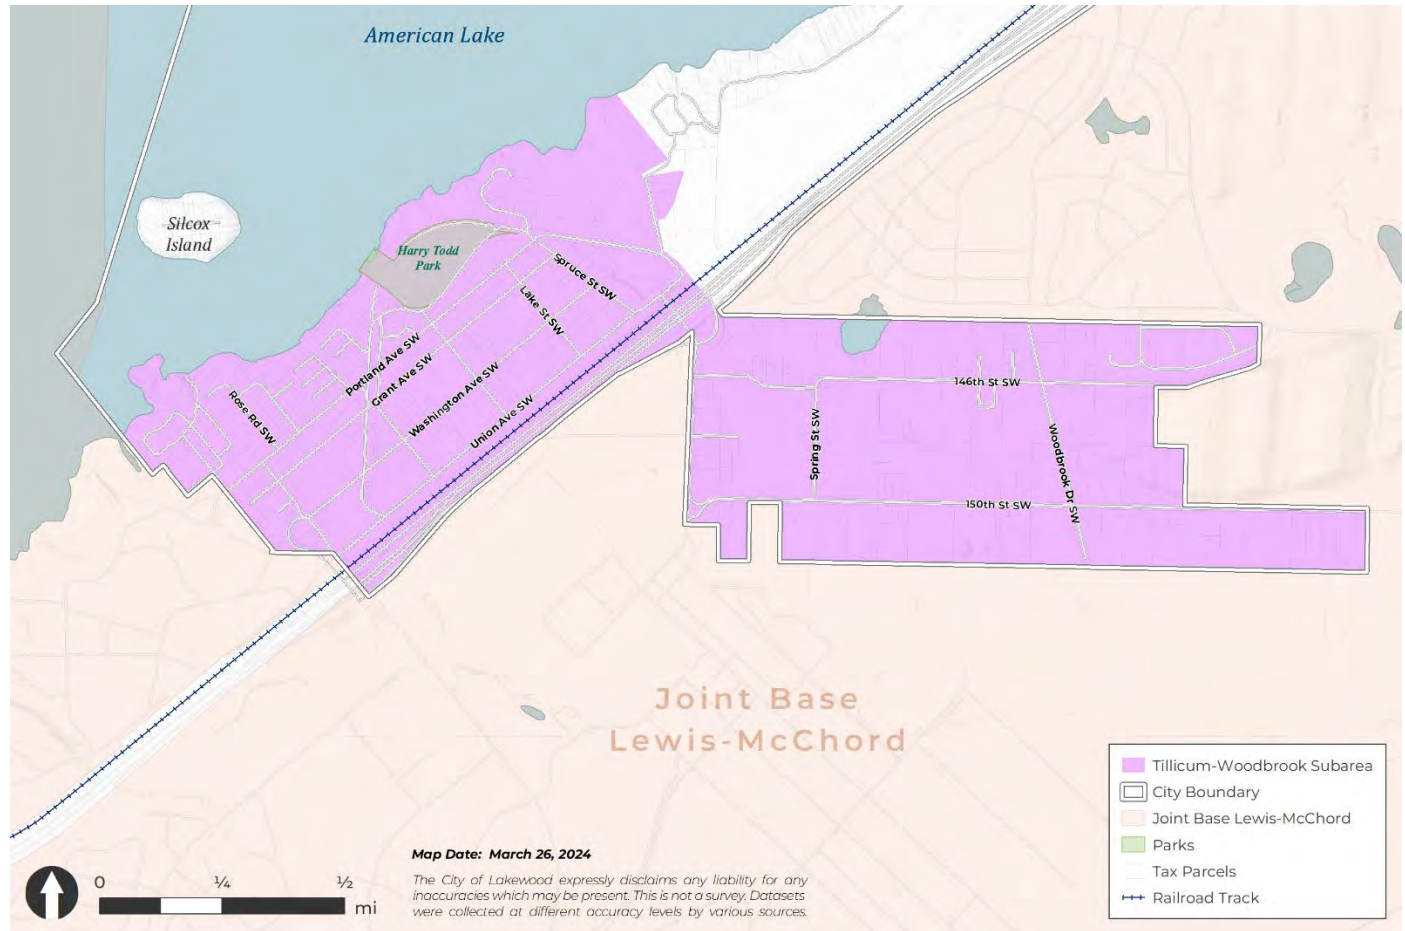 American Lake
Silcox
Island
Harry Todd
Park
Spruce St SW
Lake St SW
Portland Ave SW
Grant Ave SW
Washington Ave SW
Union Ave SW
Rose Rd SW
146th St SW
Spring St SW
Woodbrook Dr SW
150th St SW
Joint Base
Lewis-McChord
Tillicum-Woodbrook Subarea
City Boundary
Joint Base Lewis-McChord
Parks
Tax Parcels
Railroad Track
0 ¼ ½
mi
Map Date: March 26, 2024
The City of Lakewood expressly disclaims any liability for any
inaccuracies which may be present. This is not a survey. Datasets
were collected at different accuracy levels by various sources.